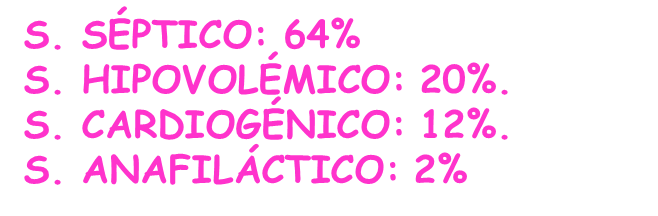 S. SÉPTICO: 64%
S. HIPOVOLÉMICO: 20%.
S. CARDIOGÉNICO: 12%.
S. ANAFILÁCTICO: 2%